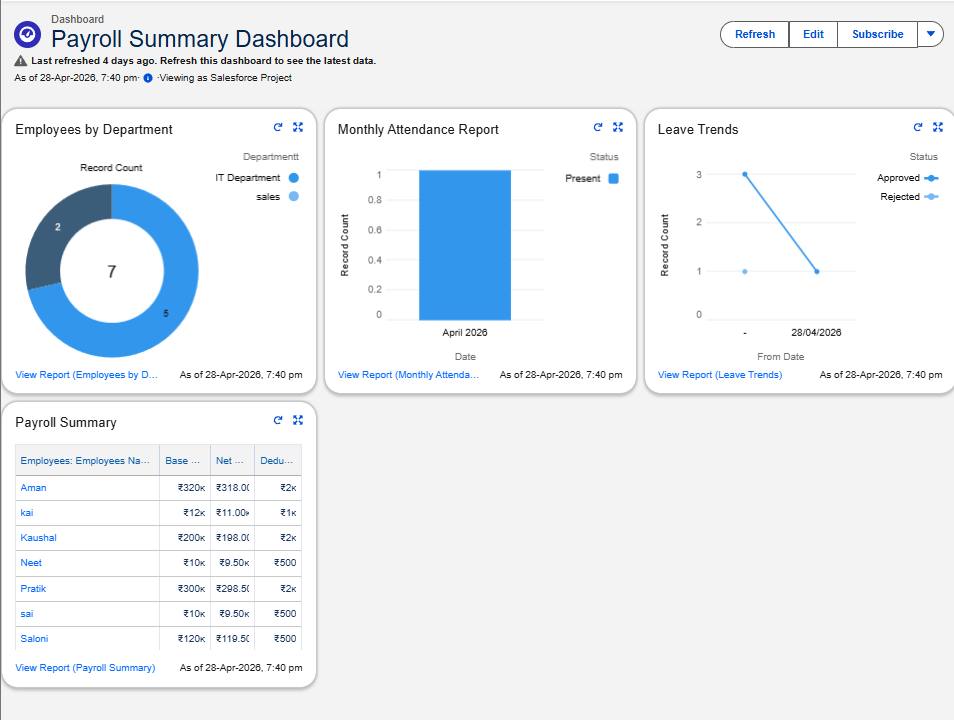 Dashboard
Payroll Summary Dashboard
Last refreshed 4 days ago. Refresh this dashboard to see the latest data.
As of 28-Apr-2026, 7:40 pm·Viewing as Salesforce Project
Refresh Edit Subscribe
Employees by Department
Record Count
Departmentt
IT Department
sales
2
7
5
View Report (Employees by D... As of 28-Apr-2026, 7:40 pm
Monthly Attendance Report
Status
Present
Record Count
1
0.8
0.6
0.4
0.2
0
April 2026
Date
View Report (Monthly Attenda... As of 28-Apr-2026, 7:40 pm
Leave Trends
Status
Approved
Rejected
Record Count
3
2
1
0
- 28/04/2026
From Date
View Report (Leave Trends) As of 28-Apr-2026, 7:40 pm
Payroll Summary
Employees: Employees Na... Base ... Net ... Dedu...
Aman ₹320K ₹318.00 ₹2K
kai ₹12K ₹11.00K ₹1K
Kaushal ₹200K ₹198.00 ₹2K
Neet ₹10K ₹9.50K ₹500
Pratik ₹300K ₹298.50 ₹2K
sai ₹10K ₹9.50K ₹500
Saloni ₹120K ₹119.50 ₹500
View Report (Payroll Summary) As of 28-Apr-2026, 7:40 pm